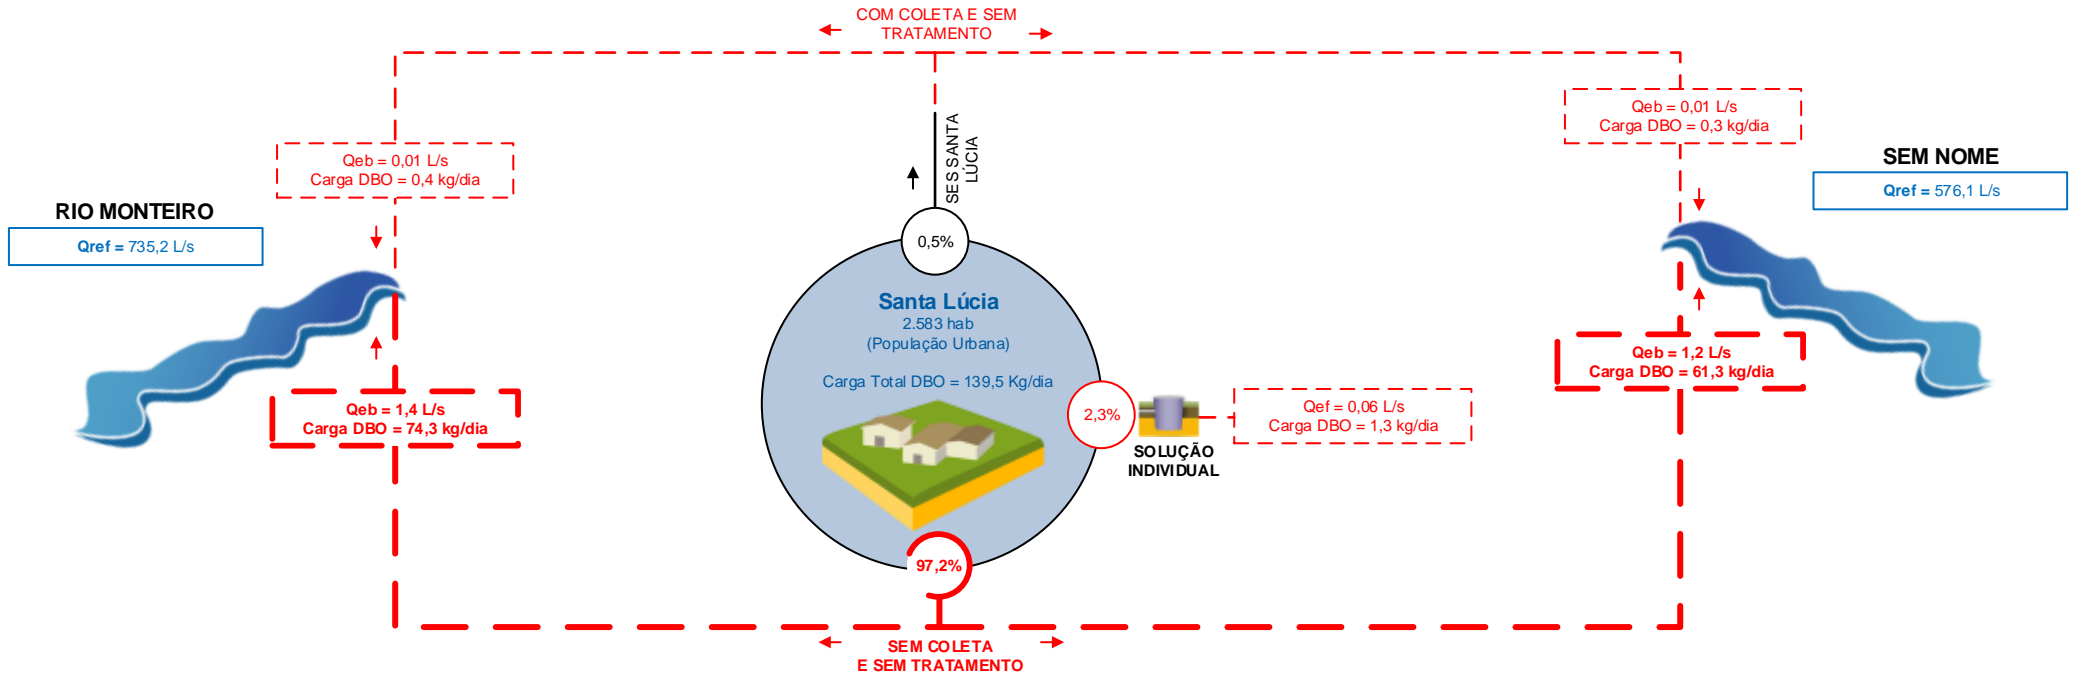 COM COLETA E SEM
TRATAMENTO
Qeb = 0,01 L/s
Carga DBO = 0,4 kg/dia
RIO MONTEIRO
Qref = 735,2 L/s
SES SANTA
LÚCIA
Qeb = 0,01 L/s
Carga DBO = 0,3 kg/dia
SEM NOME
Qref = 576,1 L/s
0,5%
Santa Lúcia
2.583 hab
(População Urbana)
Carga Total DBO = 139,5 Kg/dia
2,3%
SOLUÇÃO
INDIVIDUAL
Qef = 0,06 L/s
Carga DBO = 1,3 kg/dia
Qeb = 1,4 L/s
Carga DBO = 74,3 kg/dia
Qeb = 1,2 L/s
Carga DBO = 61,3 kg/dia
97,2%
SEM COLETA
E SEM TRATAMENTO